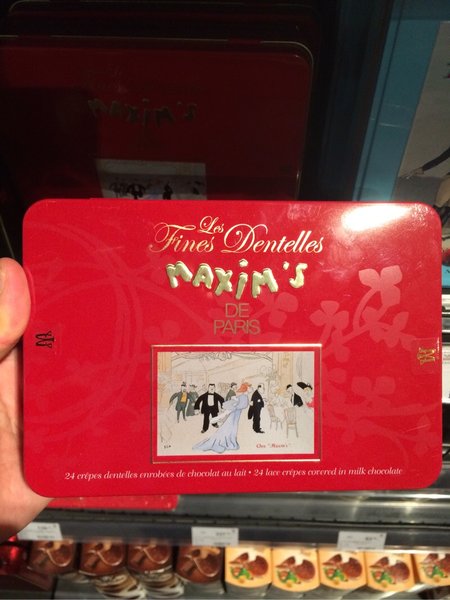 Les
Fines Dentelles
MAXIM'S
DE
PARIS
Chez "Maxim's"
24 crêpes dentelles enrobées de chocolat au lait • 24 lace crêpes covered in milk chocolate